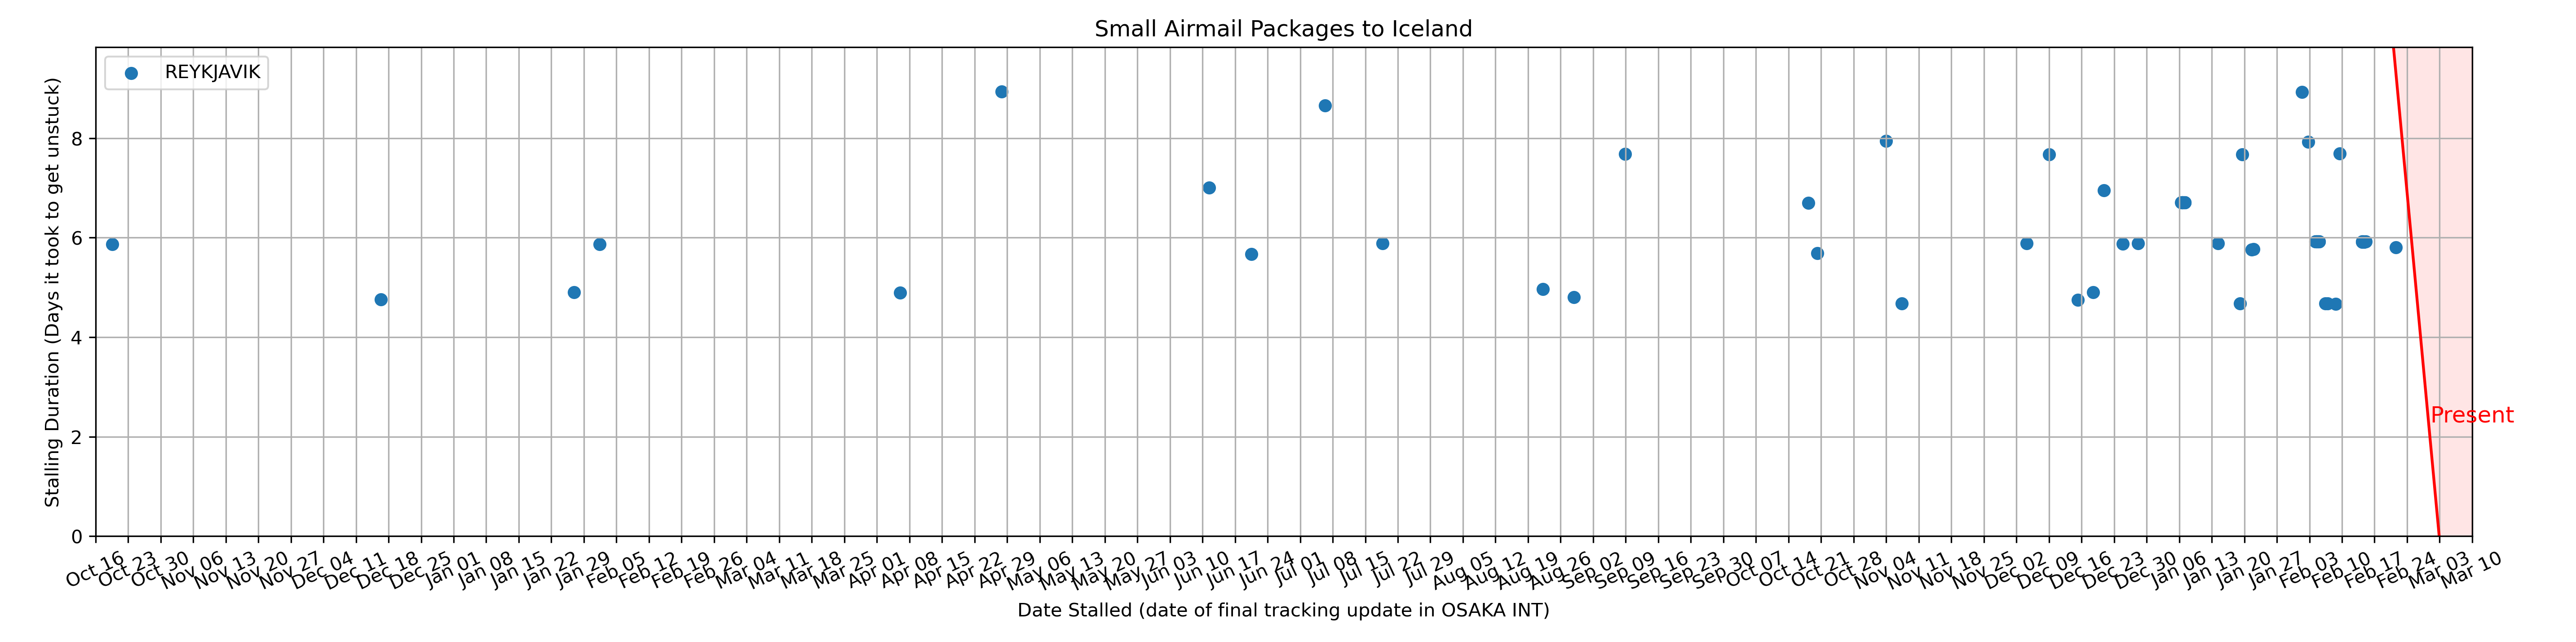 Small Airmail Packages to Iceland
REYKJAVIK
Stalling Duration (Days it took to get unstuck)
8
6
4
2
0
Present
Oct 16
Oct 23
Oct 30
Nov 06
Nov 13
Nov 20
Nov 27
Dec 04
Dec 11
Dec 18
Dec 25
Jan 01
Jan 08
Jan 15
Jan 22
Jan 29
Feb 05
Feb 12
Feb 19
Feb 26
Mar 04
Mar 11
Mar 18
Mar 25
Apr 01
Apr 08
Apr 15
Apr 22
Apr 29
May 06
May 13
May 20
May 27
Jun 03
Jun 10
Jun 17
Jun 24
Jul 01
Jul 08
Jul 15
Jul 22
Jul 29
Aug 05
Aug 12
Aug 19
Aug 26
Sep 02
Sep 09
Sep 16
Sep 23
Sep 30
Oct 07
Oct 14
Oct 21
Oct 28
Nov 04
Nov 11
Nov 18
Nov 25
Dec 02
Dec 09
Dec 16
Dec 23
Dec 30
Jan 06
Jan 13
Jan 20
Jan 27
Feb 03
Feb 10
Feb 17
Feb 24
Mar 03
Mar 10
Date Stalled (date of final tracking update in OSAKA INT)